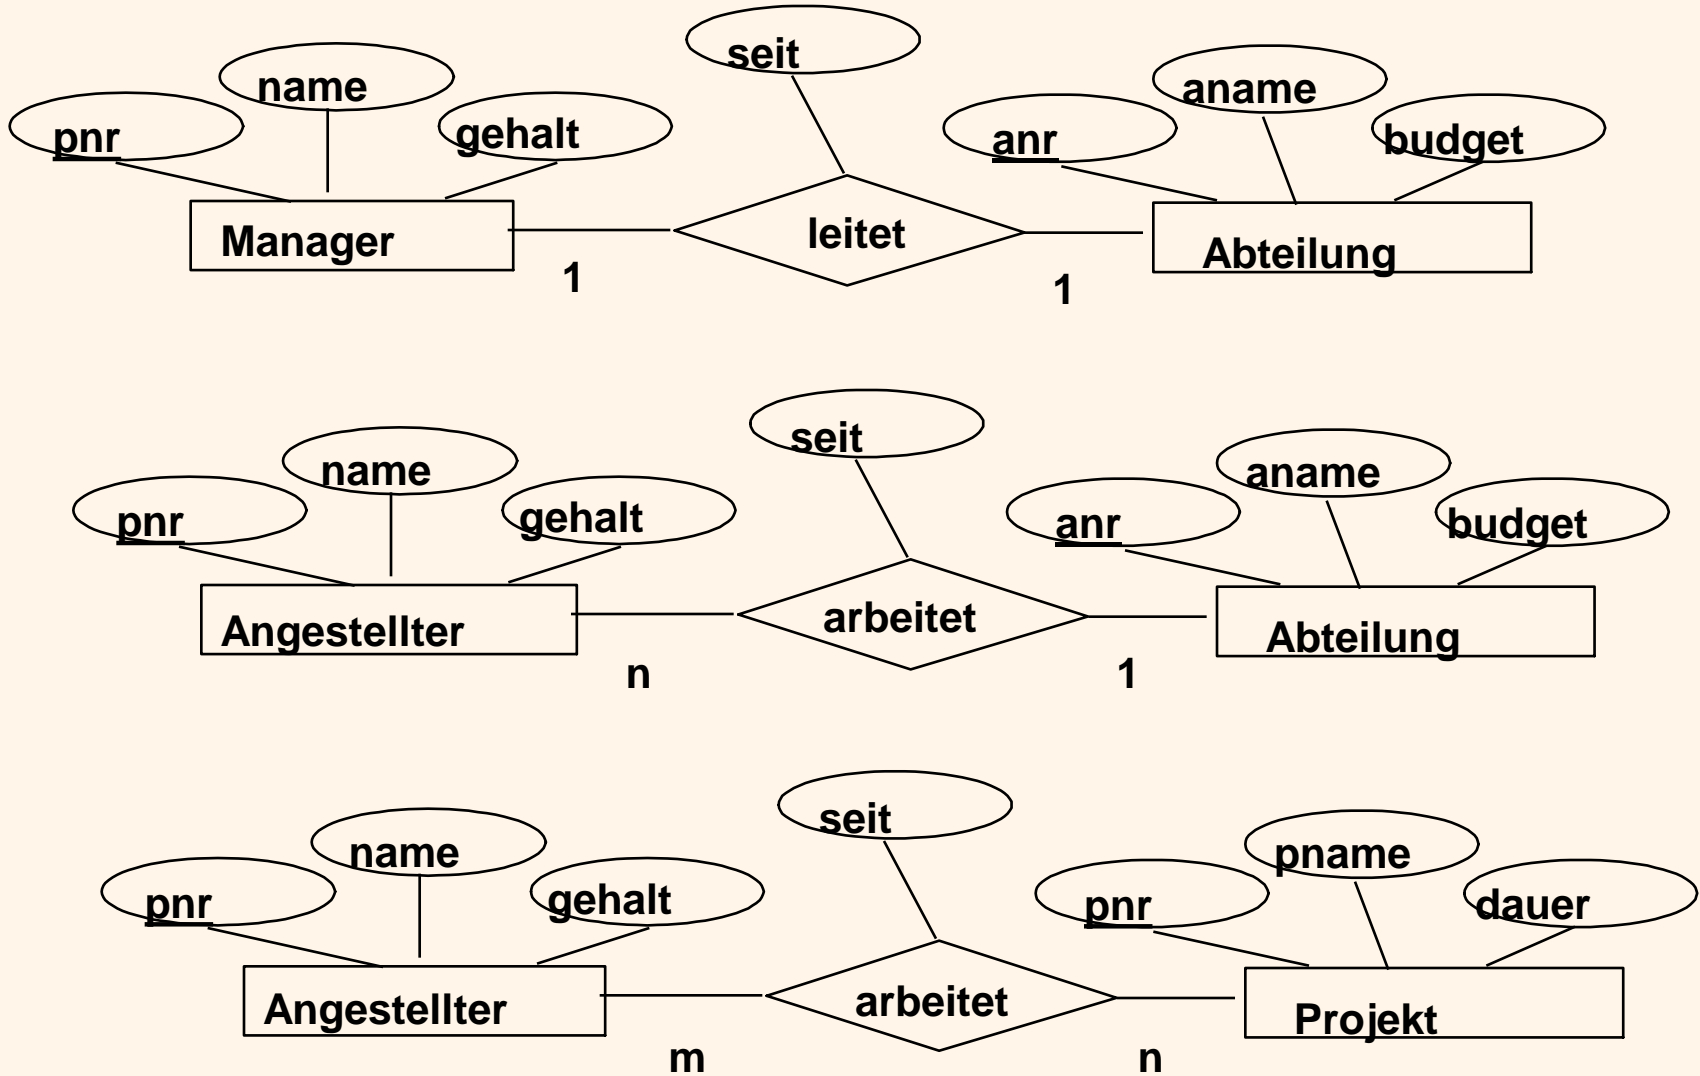 seit
name
aname
pnr
gehalt
anr
budget
Manager
leitet
Abteilung
1
1
seit
name
aname
pnr
gehalt
anr
budget
Angestellter
arbeitet
Abteilung
n
1
seit
name
pname
pnr
gehalt
pnr
dauer
Angestellter
arbeitet
Projekt
m
n